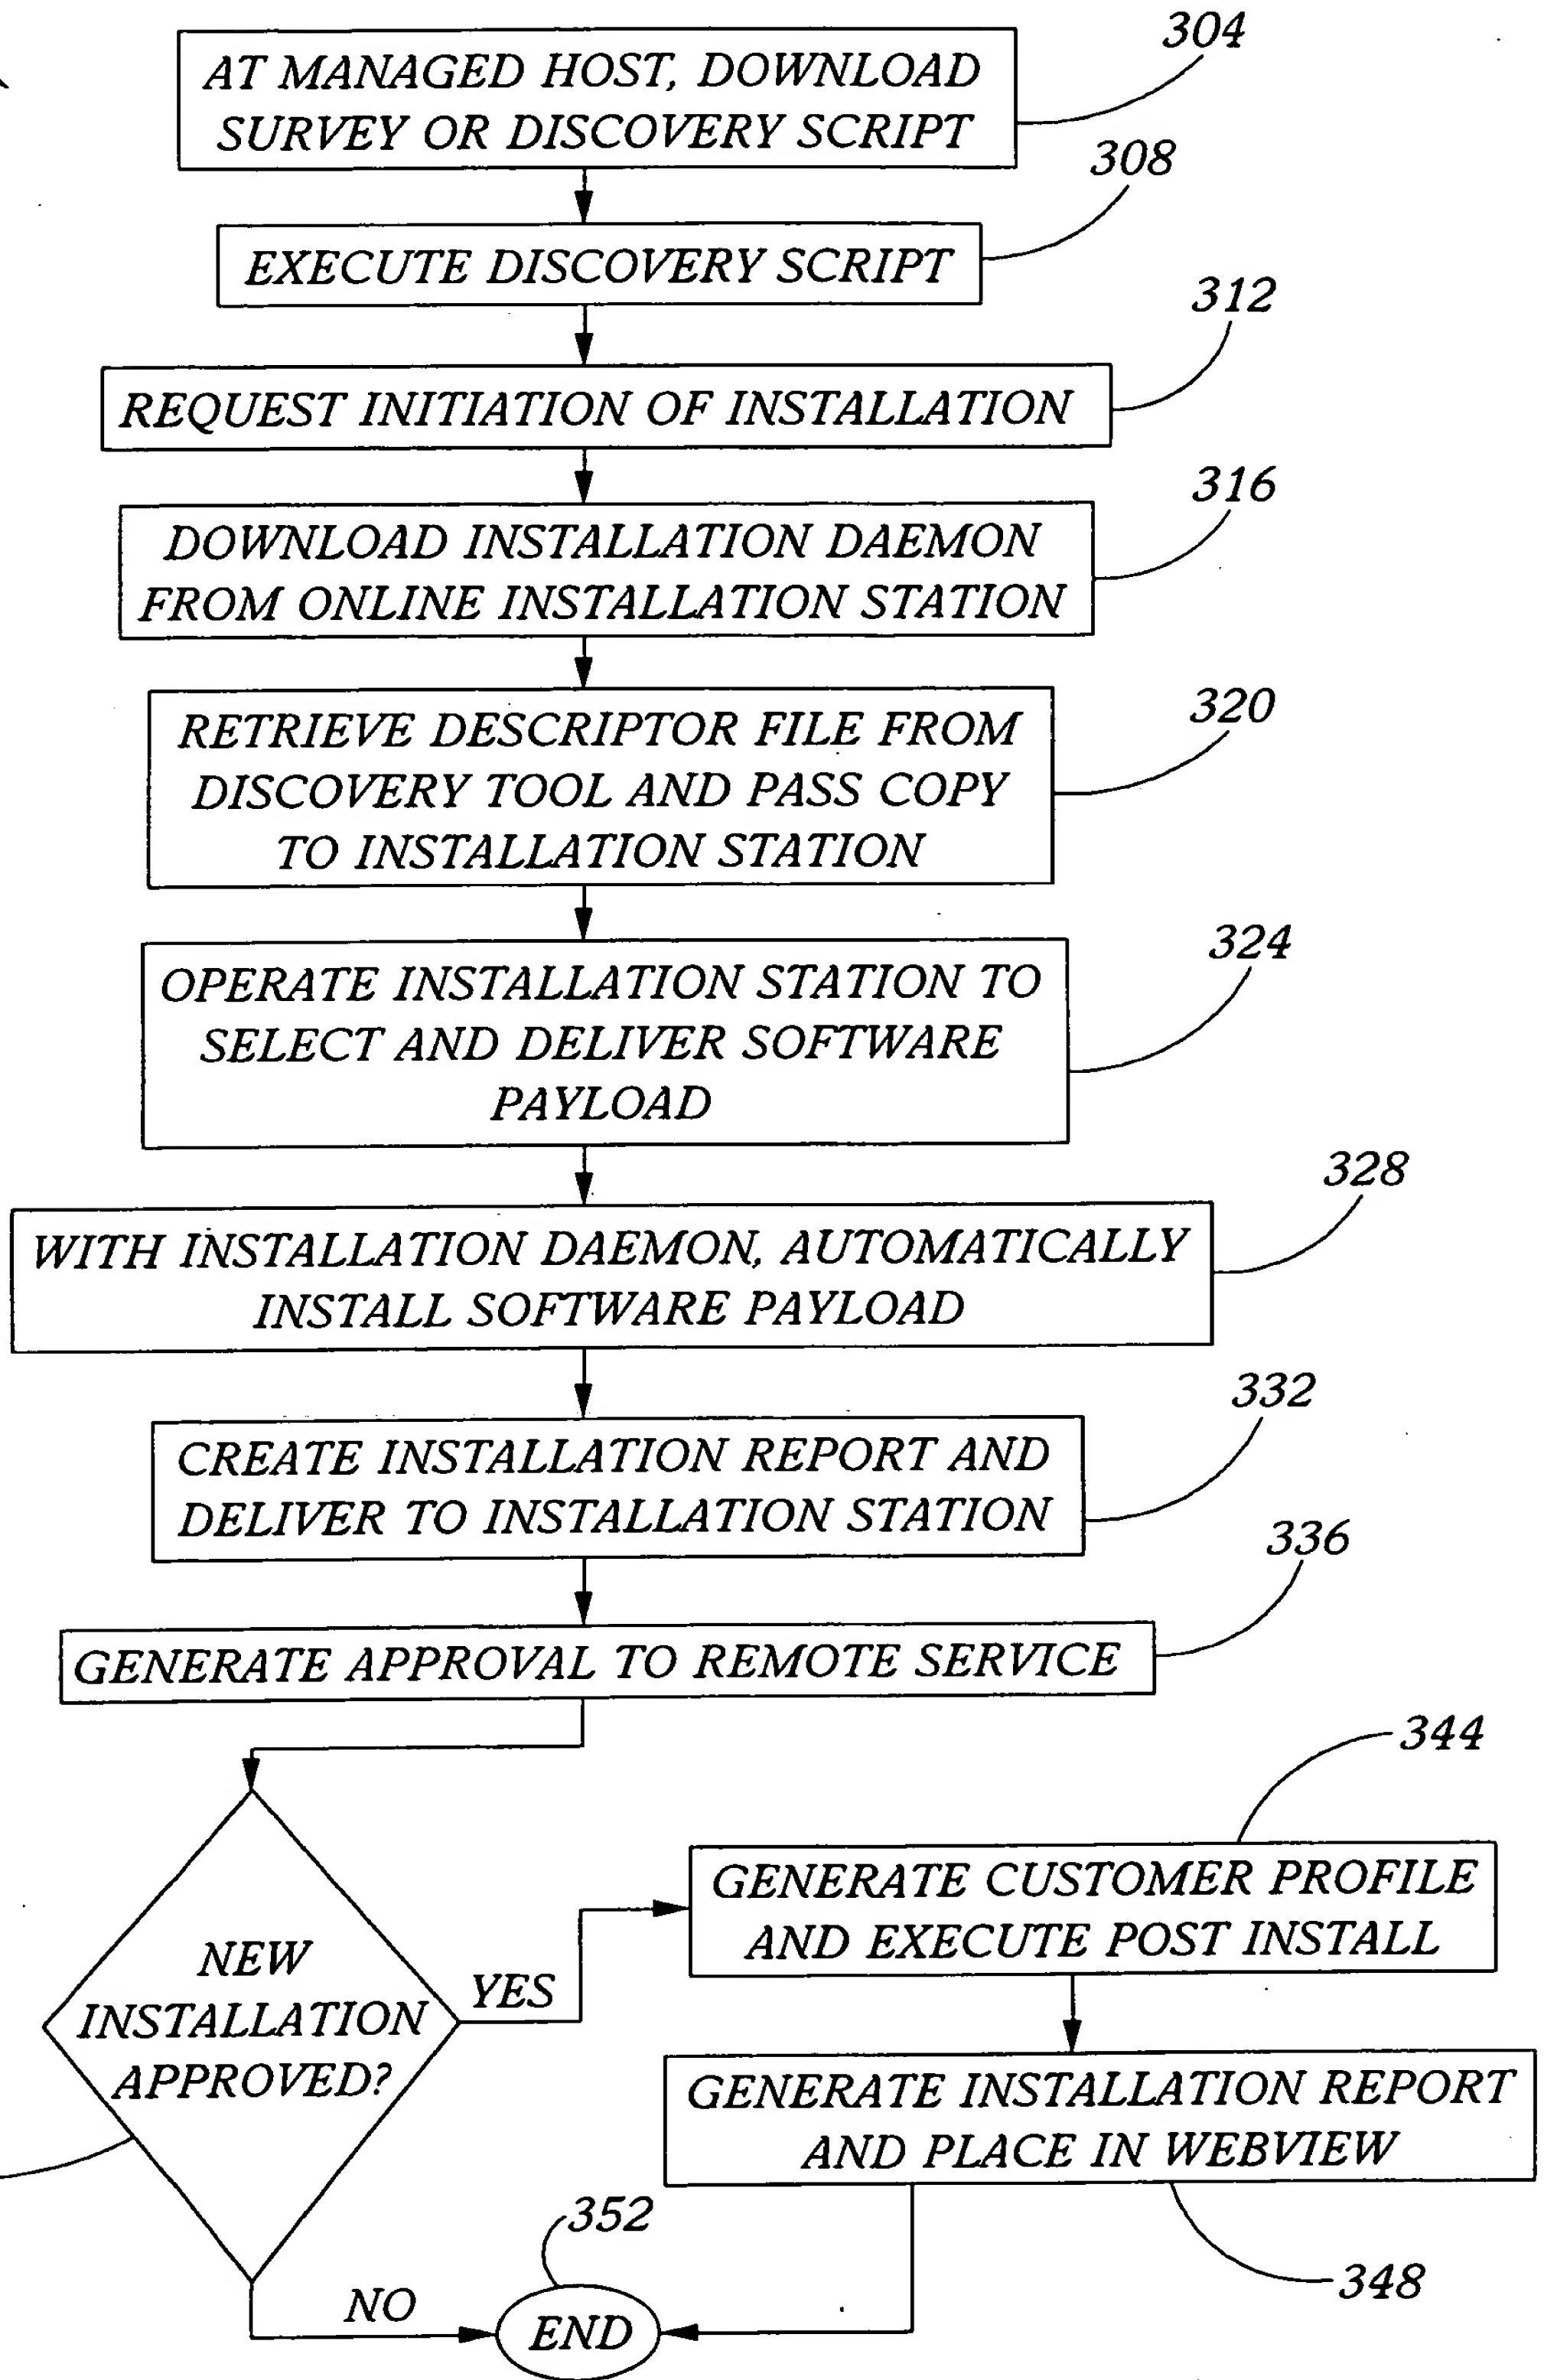 304
AT MANAGED HOST, DOWNLOAD
SURVEY OR DISCOVERY SCRIPT
308
EXECUTE DISCOVERY SCRIPT
312
REQUEST INITIATION OF INSTALLATION
316
DOWNLOAD INSTALLATION DAEMON
FROM ONLINE INSTALLATION STATION
320
RETRIEVE DESCRIPTOR FILE FROM
DISCOVERY TOOL AND PASS COPY
TO INSTALLATION STATION
324
OPERATE INSTALLATION STATION TO
SELECT AND DELIVER SOFTWARE
PAYLOAD
328
WITH INSTALLATION DAEMON, AUTOMATICALLY
INSTALL SOFTWARE PAYLOAD
332
CREATE INSTALLATION REPORT AND
DELIVER TO INSTALLATION STATION
336
GENERATE APPROVAL TO REMOTE SERVICE
344
GENERATE CUSTOMER PROFILE
AND EXECUTE POST INSTALL
NEW
INSTALLATION
APPROVED?
YES
GENERATE INSTALLATION REPORT
AND PLACE IN WEBVIEW
352
348
NO
END